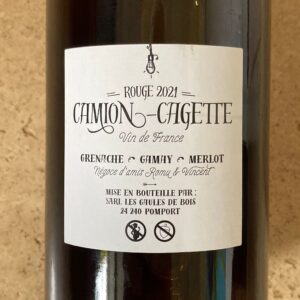 ROUGE 2021
CAMION-CAGETTE
Vin de France
GRENACHE GAMAY MERLOT
Négoce d'amis Romu & Vincent
MISE EN BOUTEILLE PAR :
SARL LES GAULES DE BOIS
24 240 POMPORT